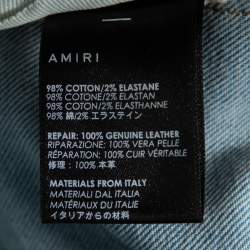 AMIRI
98% COTTON/2% ELASTANE
98% COTONE/2% ELASTAN
98% COTTON/2% ELASTHANNE
98% 綿/2% エラステイン
REPAIR: 100% GENUINE LEATHER
RIPARAZIONE: 100% VERA PELLE
RÉPARATION: 100% CUIR VÉRITABLE
修理：100% 本革
MATERIALS FROM ITALY
MATERIALI DAL ITALIA
MATÉRIAUX DU ITALIE
イタリアからの材料